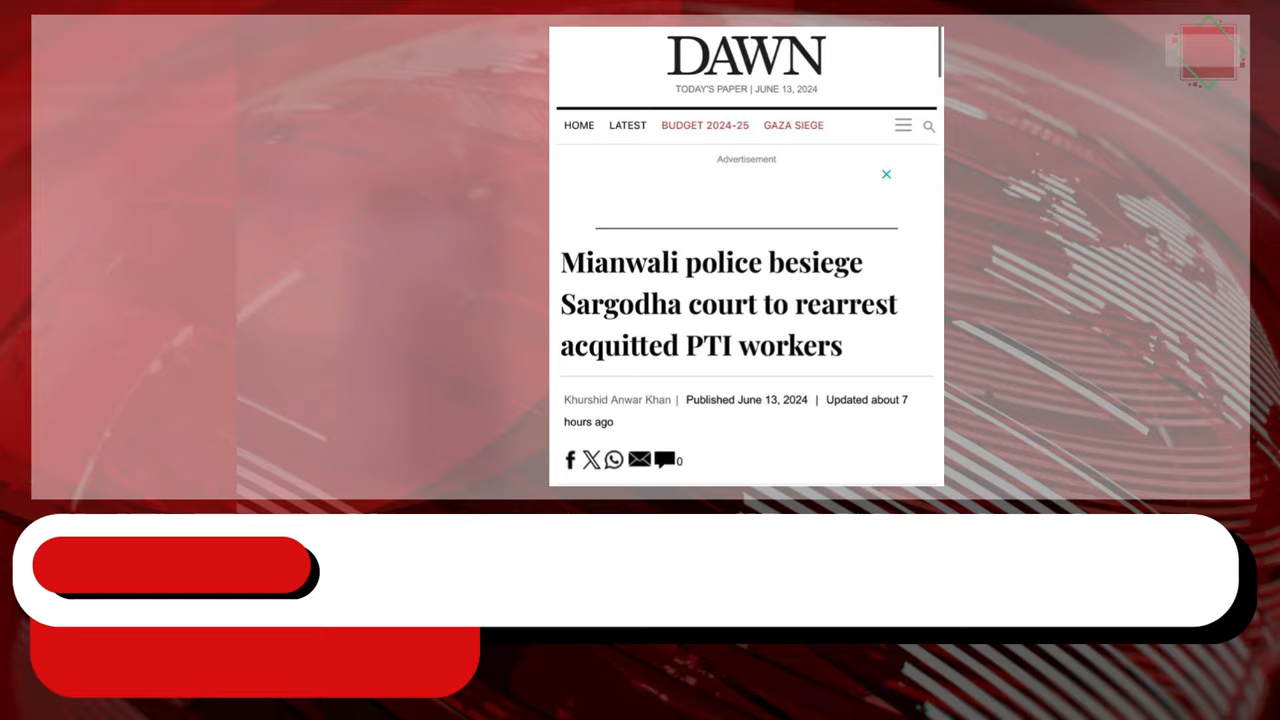 DAWN
TODAY'S PAPER | JUNE 13, 2024
HOME LATEST BUDGET 2024-25 GAZA SIEGE
Advertisement
Mianwali police besiege
Sargodha court to rearrest
acquitted PTI workers
Khurshid Anwar Khan | Published June 13, 2024 | Updated about 7
hours ago
0